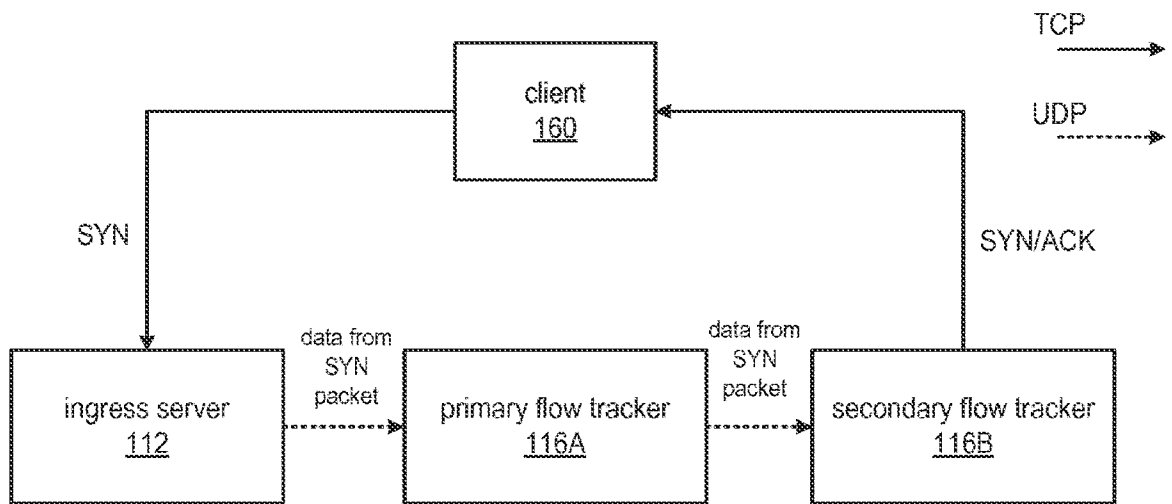 TCP
client
160
UDP
SYN
SYN/ACK
data from
SYN
packet
data from
SYN
packet
ingress server
112
primary flow tracker
116A
secondary flow tracker
116B